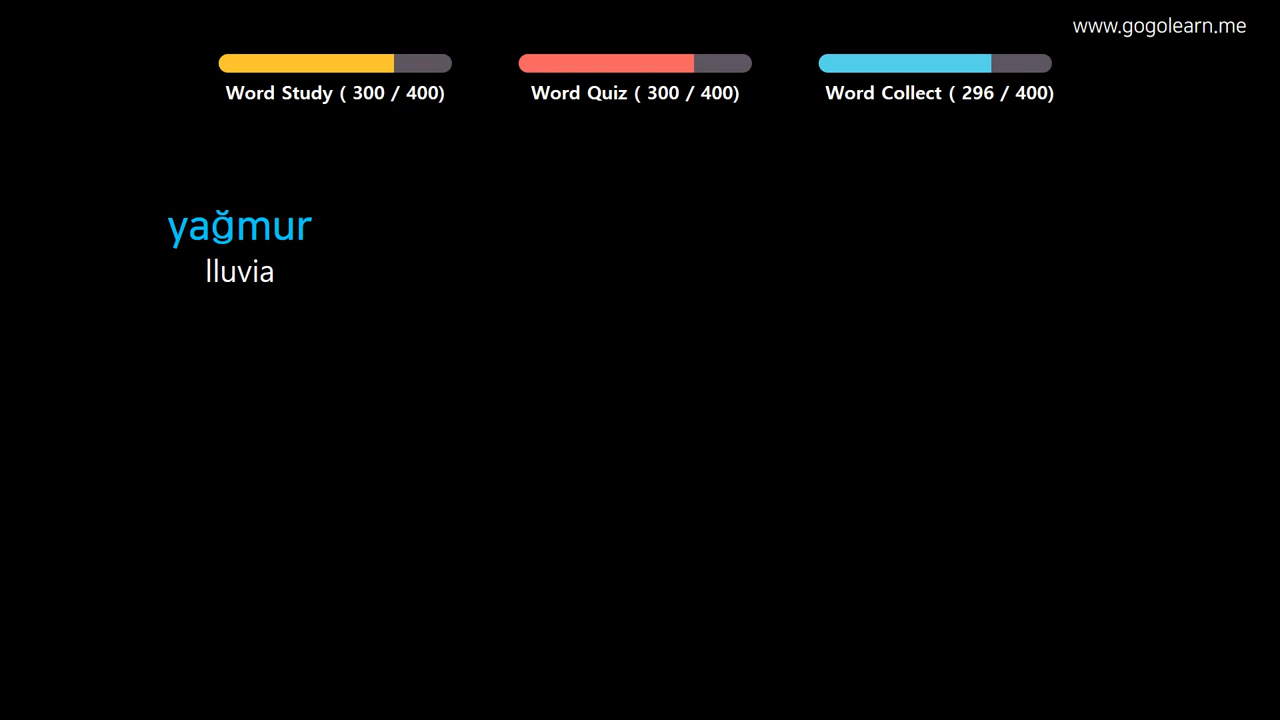 www.gogolearn.me
Word Study ( 300 / 400)
Word Quiz ( 300 / 400)
Word Collect ( 296 / 400)
yağmur
lluvia